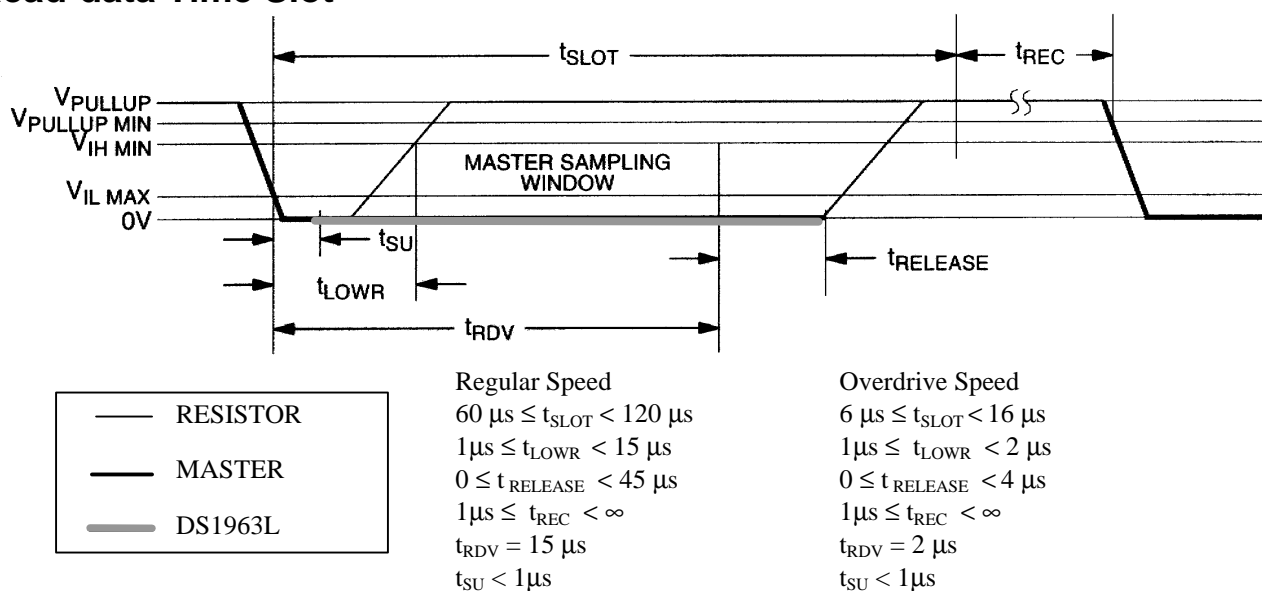 Read-data Time Slot
tSLOT
tREC
VPULLUP
VPULLUP MIN
VIH MIN
MASTER SAMPLING
WINDOW
VIL MAX
0V
tSU
tRELEASE
tLOWR
tRDV
RESISTOR
MASTER
DS1963L
Regular Speed
60 µs ≤ tSLOT < 120 µs
1µs ≤ tLOWR < 15 µs
0 ≤ t RELEASE < 45 µs
1µs ≤ tREC < ∞
tRDV = 15 µs
tSU < 1µs
Overdrive Speed
6 µs ≤ tSLOT < 16 µs
1µs ≤ tLOWR < 2 µs
0 ≤ t RELEASE < 4 µs
1µs ≤ tREC < ∞
tRDV = 2 µs
tSU < 1µs